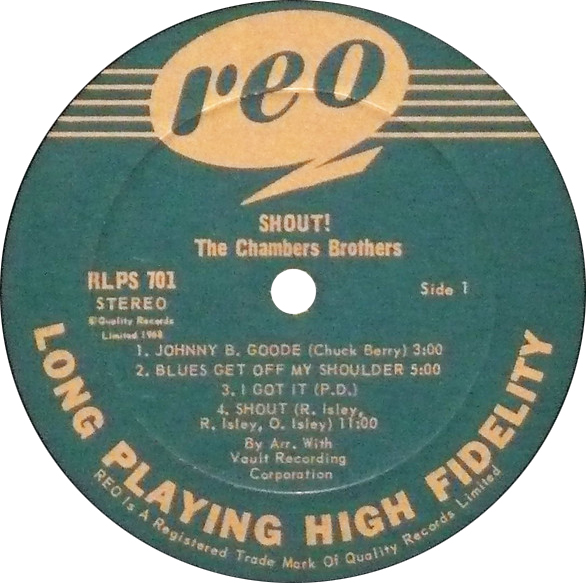 reo
SHOUT!
The Chambers Brothers
RLPS 701
STEREO
©Quality Records
Limited 1968
Side 1
1. JOHNNY B. GOODE (Chuck Berry) 3:00
2. BLUES GET OFF MY SHOULDER 5:00
3. I GOT IT (P.D.)
4. SHOUT (R. Isley,
R. Isley, O. Isley) 11:00
By Arr. With
Vault Recording
Corporation
LONG PLAYING HIGH FIDELITY
REO Is A Registered Trade Mark Of Quality Records Limited